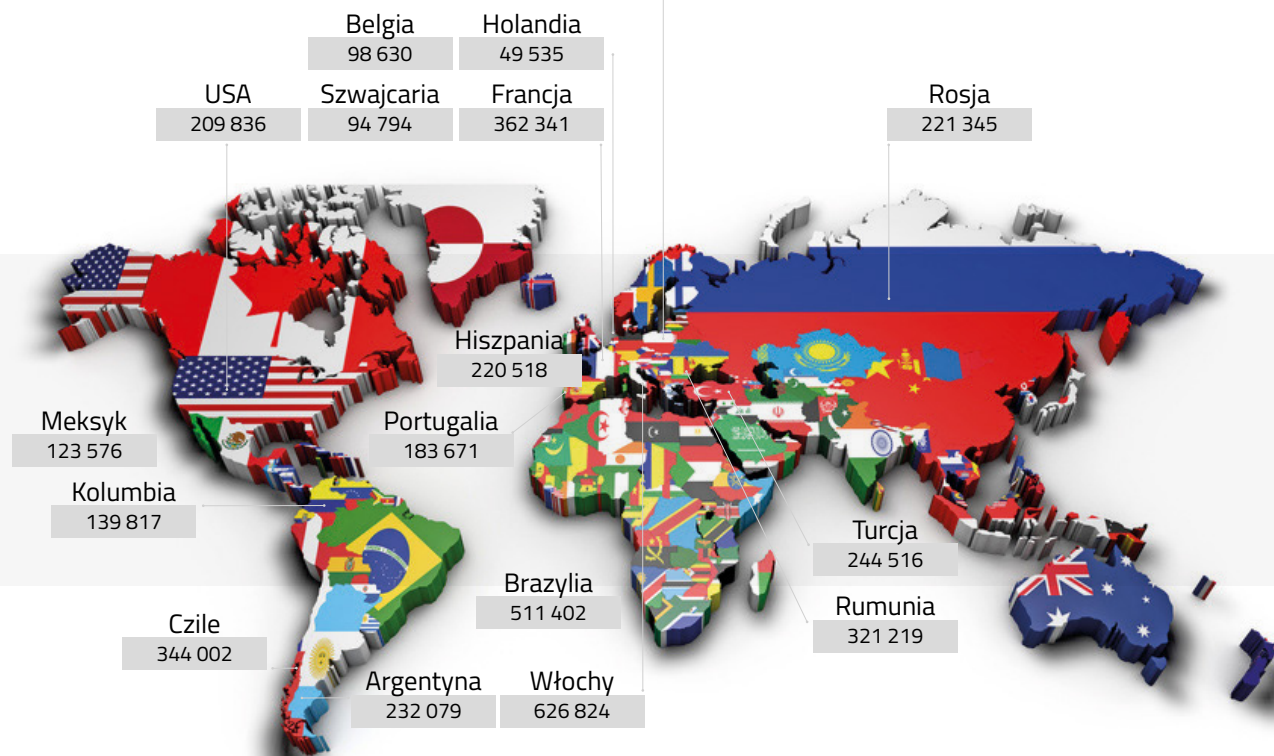 Belgia
98 630
Holandia
49 535
USA
209 836
Szwajcaria
94 794
Francja
362 341
Rosja
221 345
Hiszpania
220 518
Meksyk
123 576
Portugalia
183 671
Kolumbia
139 817
Turcja
244 516
Brazylia
511 402
Rumunia
321 219
Czile
344 002
Argentyna
232 079
Włochy
626 824